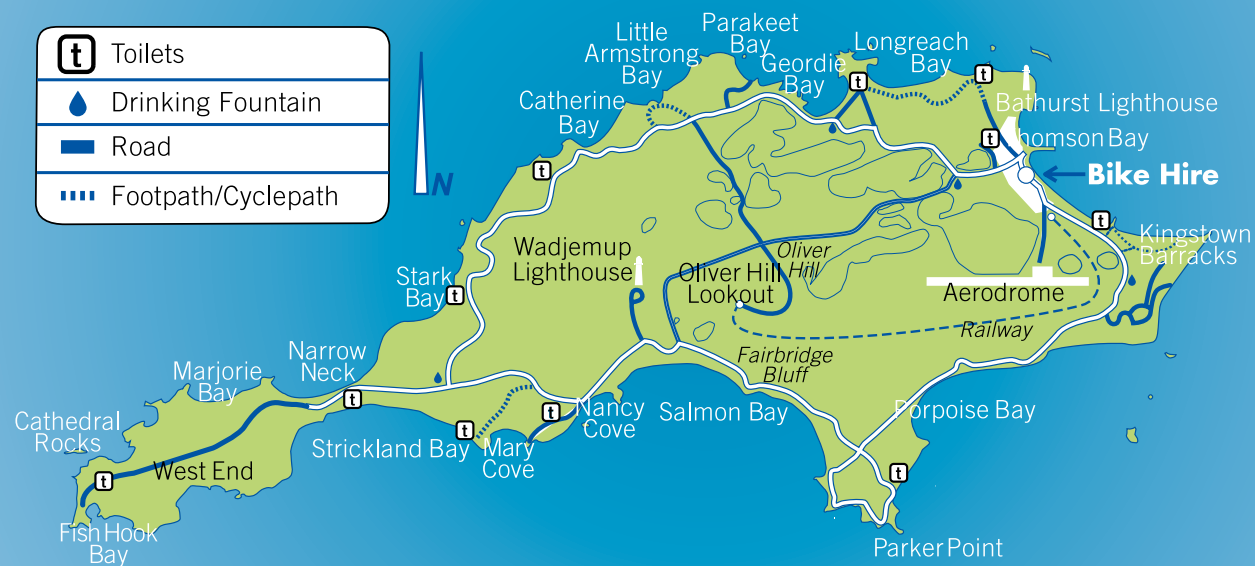 t Toilets
Drinking Fountain
Road
Footpath/Cyclepath
N
Little
Armstrong
Bay
Parakeet
Bay
Geordie
Bay
Longreach
Bay
Catherine
Bay
Bathurst Lighthouse
homson Bay
Bike Hire
Kingstown
Barracks
Wadjemup
Lighthouse
Oliver
Hill
Oliver Hill
Lookout
Aerodrome
Railway
Stark
Bay
Fairbridge
Bluff
Narrow
Neck
Marjorie
Bay
Cathedral
Rocks
West End
Fish Hook
Bay
Strickland Bay
Mary
Cove
Nancy
Cove
Salmon Bay
Porpoise Bay
Parker Point
t
t
t
t
t
t
t
t
t
t
t